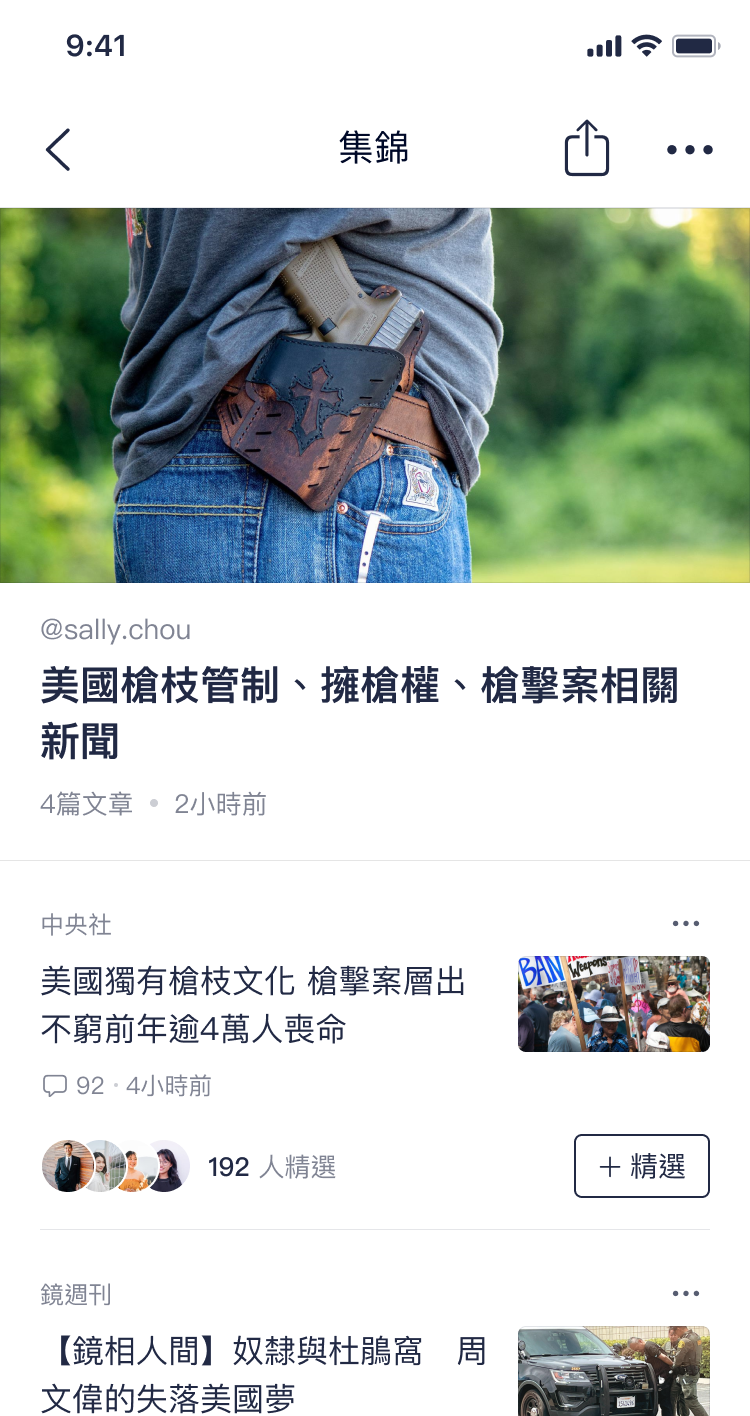 9:41
集錦
@sally.chou
美國槍枝管制、擁槍權、槍擊案相關
新聞
4篇文章 • 2小時前
中央社
美國獨有槍枝文化 槍擊案層出
不窮前年逾4萬人喪命
BAN
Weapons
92 · 4小時前
192 人精選
+ 精選
鏡週刊
【鏡相人間】奴隸與杜鵑窩　周
文偉的失落美國夢